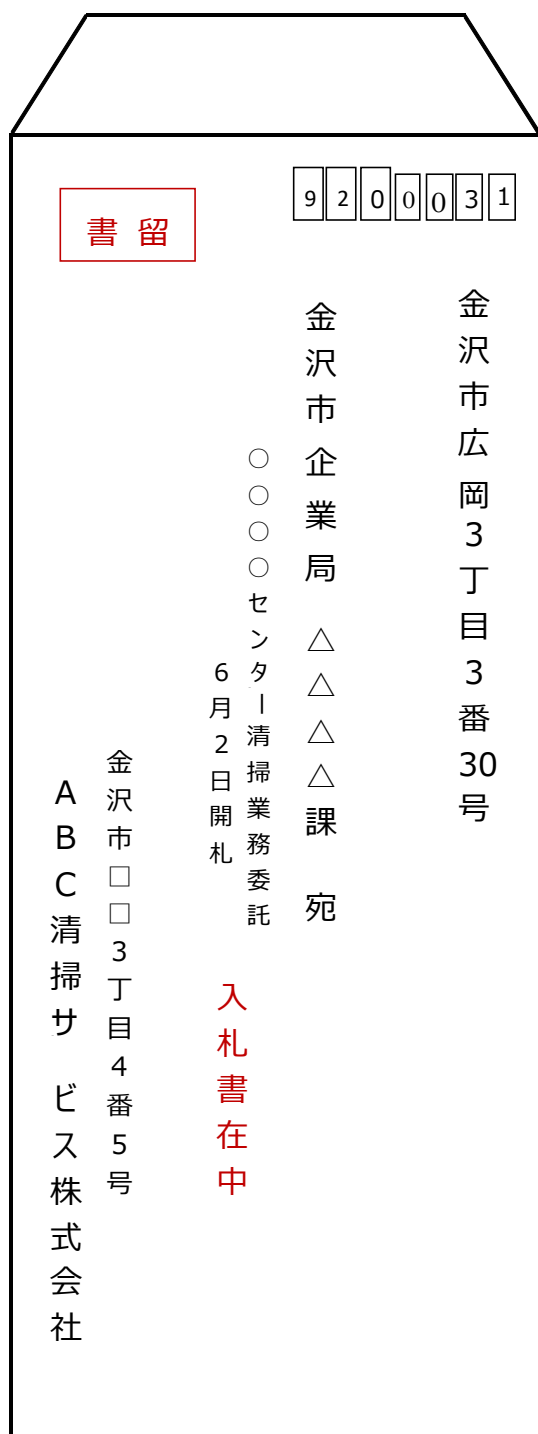 書留
9200031
金沢市広岡3丁目3番30号
金沢市企業局 △△△△課 宛
○○○○センター清掃業務委託
6月2日開札
入札書在中
金沢市□□3丁目4番5号
ABC清掃サ ビス株式会社